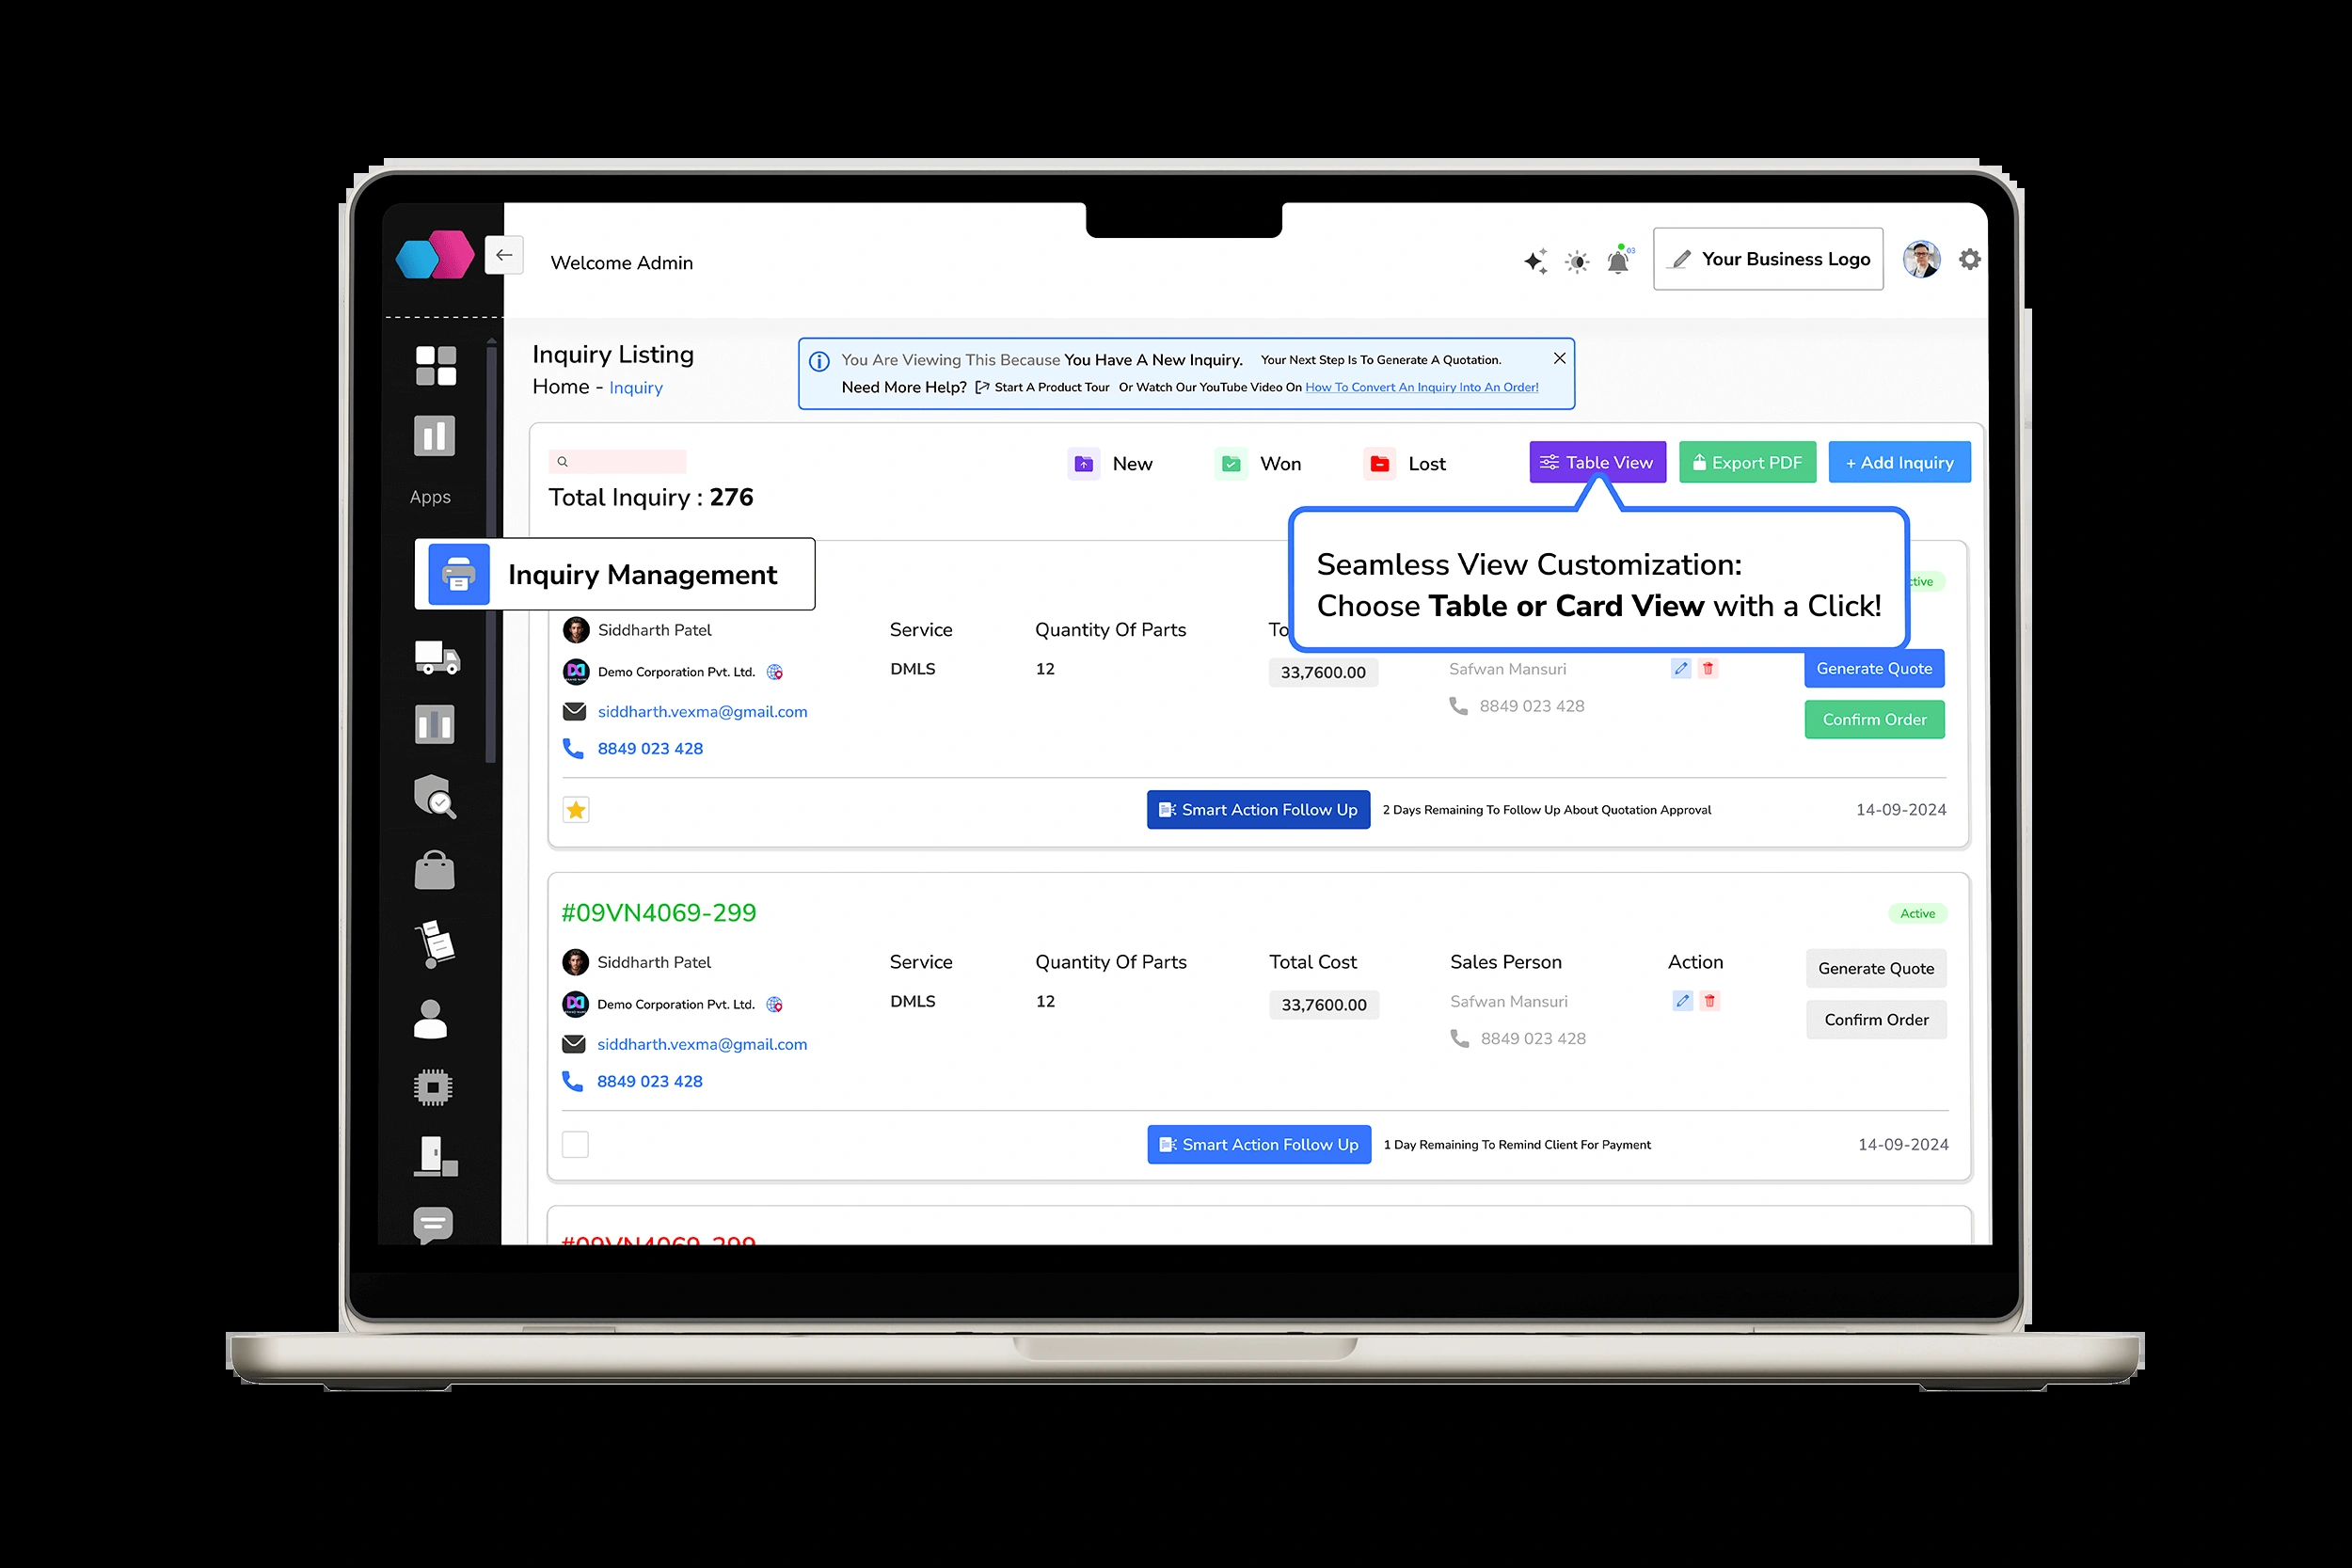 Welcome Admin
03
Your Business Logo
Inquiry Listing
Home - Inquiry
You Are Viewing This Because You Have A New Inquiry. Your Next Step Is To Generate A Quotation.
Need More Help? Start A Product Tour Or Watch Our YouTube Video On How To Convert An Inquiry Into An Order!
Apps
New
Won
Lost
Table View
Export PDF
+ Add Inquiry
Total Inquiry : 276
Inquiry Management
Seamless View Customization:
Choose Table or Card View with a Click!
Siddharth Patel
Service
Quantity Of Parts
Demo Corporation Pvt. Ltd.
DMLS
12
33,7600.00
Safwan Mansuri
Generate Quote
siddharth.vexma@gmail.com
8849 023 428
Confirm Order
8849 023 428
Smart Action Follow Up
2 Days Remaining To Follow Up About Quotation Approval
14-09-2024
#09VN4069-299
Active
Siddharth Patel
Service
Quantity Of Parts
Total Cost
Sales Person
Action
Generate Quote
Demo Corporation Pvt. Ltd.
DMLS
12
33,7600.00
Safwan Mansuri
Confirm Order
siddharth.vexma@gmail.com
8849 023 428
8849 023 428
Smart Action Follow Up
1 Day Remaining To Remind Client For Payment
14-09-2024
#09VN4069-299